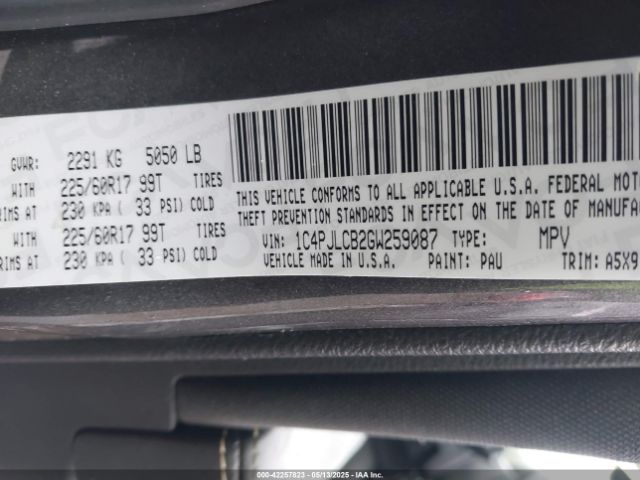 GVWR: 2291 KG 5050 LB
WITH 225/60R17 99T TIRES
RIMS AT 230 KPA ( 33 PSI) COLD
WITH 225/60R17 99T TIRES
RIMS AT 230 KPA ( 33 PSI) COLD
THIS VEHICLE CONFORMS TO ALL APPLICABLE U.S.A. FEDERAL MOTO
THEFT PREVENTION STANDARDS IN EFFECT ON THE DATE OF MANUFA
VIN: 1C4PJLCB2GW259087 TYPE: MPV
VEHICLE MADE IN U.S.A. PAINT: PAU TRIM: A5X9
000-42257823 - 05/13/2025 - IAAI.COM